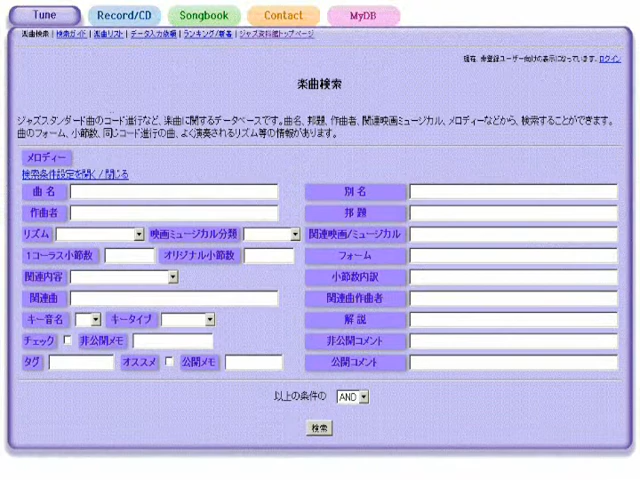 Tune Record/CD Songbook Contact MyDB
楽曲検索 | 検索ガイド | 楽曲リスト | データ入力依頼 | ランキング/新着 | ジャズ資料館トップページ
現在、未登録ユーザー向けの表示になっています。ログイン
楽曲検索
ジャズスタンダード曲のコード進行など、楽曲に関するデータベースです。曲名、邦題、作曲者、関連映画ミュージカル、メロディーなどから、検索することができます。
曲のフォーム、小節数、同じコード進行の曲、よく演奏されるリズム等の情報があります。
メロディー
検索条件設定を開く / 閉じる
曲 名 別 名
作曲者 邦 題
リズム 映画ミュージカル分類 関連映画/ミュージカル
1コーラス小節数 オリジナル小節数 フォーム
関連内容 小節数内訳
関連曲 関連曲作曲者
キー音名 キータイプ 解 説
チェック 非公開メモ 非公開コメント
タグ オススメ 公開メモ 公開コメント
以上の条件の AND
検索